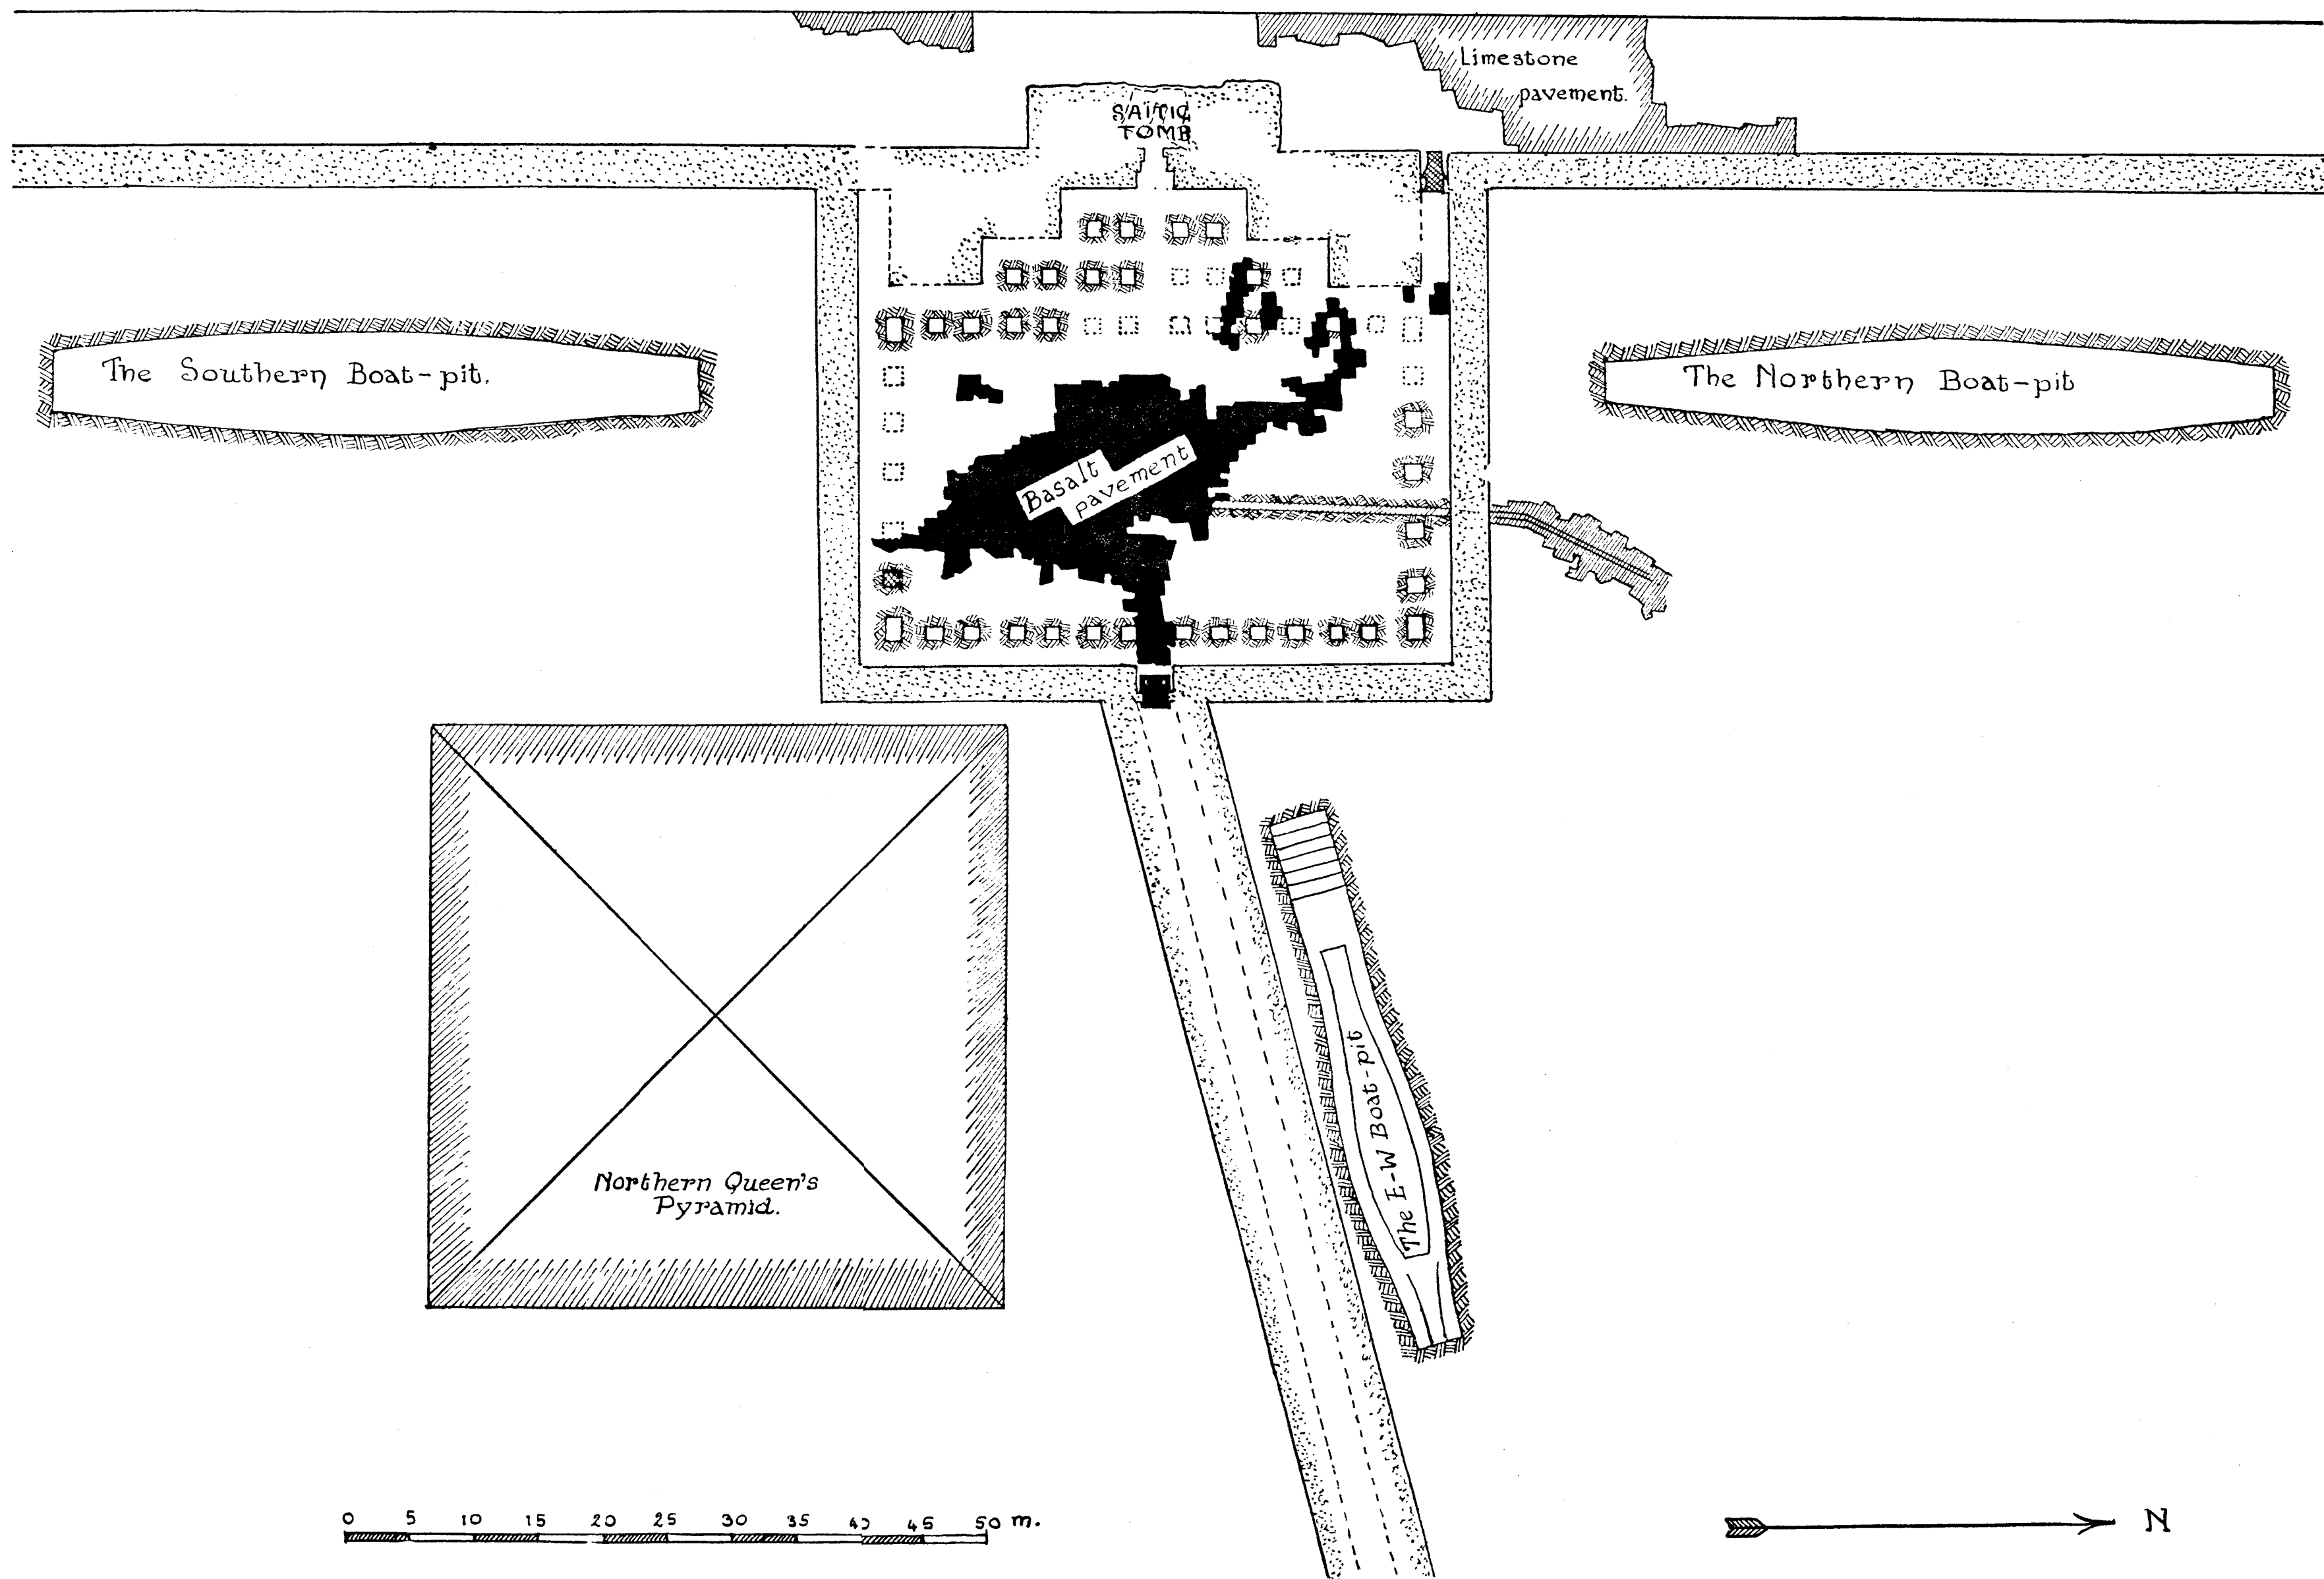 Limestone
pavement.
SAITIC
TOMB
The Southern Boat-pit.
The Northern Boat-pit
Basalt
pavement
The E-W Boat-pit
Northern Queen's
Pyramid.
0 5 10 15 20 25 30 35 40 45 50 m.
N